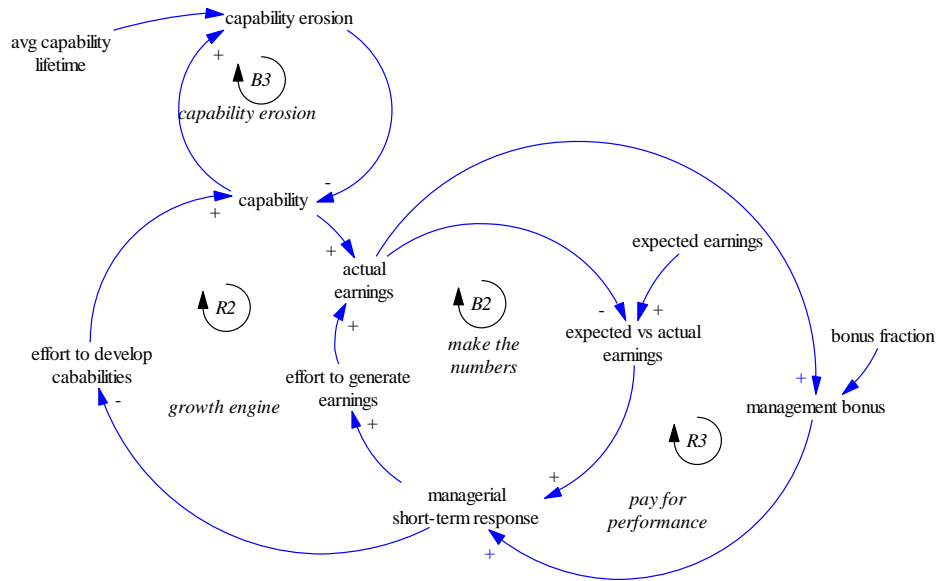 capability erosion
avg capability
lifetime
+
B3
capability erosion
-
capability
+
+
expected earnings
actual
earnings
R2
B2
-
+
+
expected vs actual
earnings
make the
numbers
bonus fraction
effort to develop
cababilities
effort to generate
earnings
+
-
growth engine
management bonus
+
R3
+
managerial
short-term response
pay for
performance
+